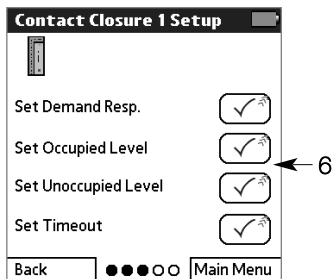 Contact Closure 1 Setup
Set Demand Resp.
Set Occupied Level
6
Set Unoccupied Level
Set Timeout
Back
Main Menu